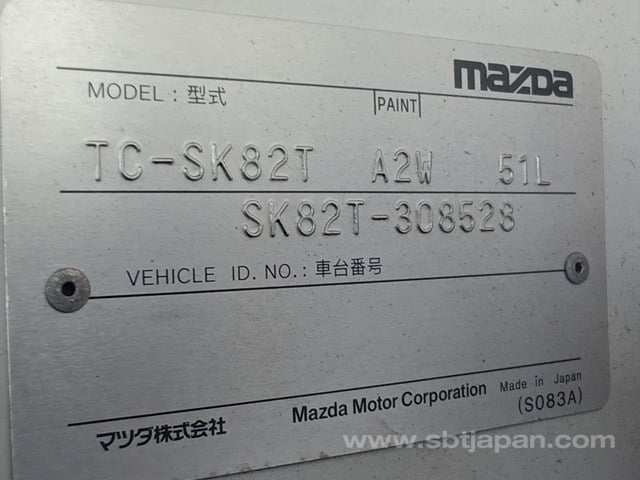 mazda
MODEL : 型式 PAINT
TC-SK82T A2W 51L
SK82T-308528
VEHICLE ID. NO. : 車台番号
マツダ株式会社 Mazda Motor Corporation Made in Japan
(S083A)
www.sbtjapan.com